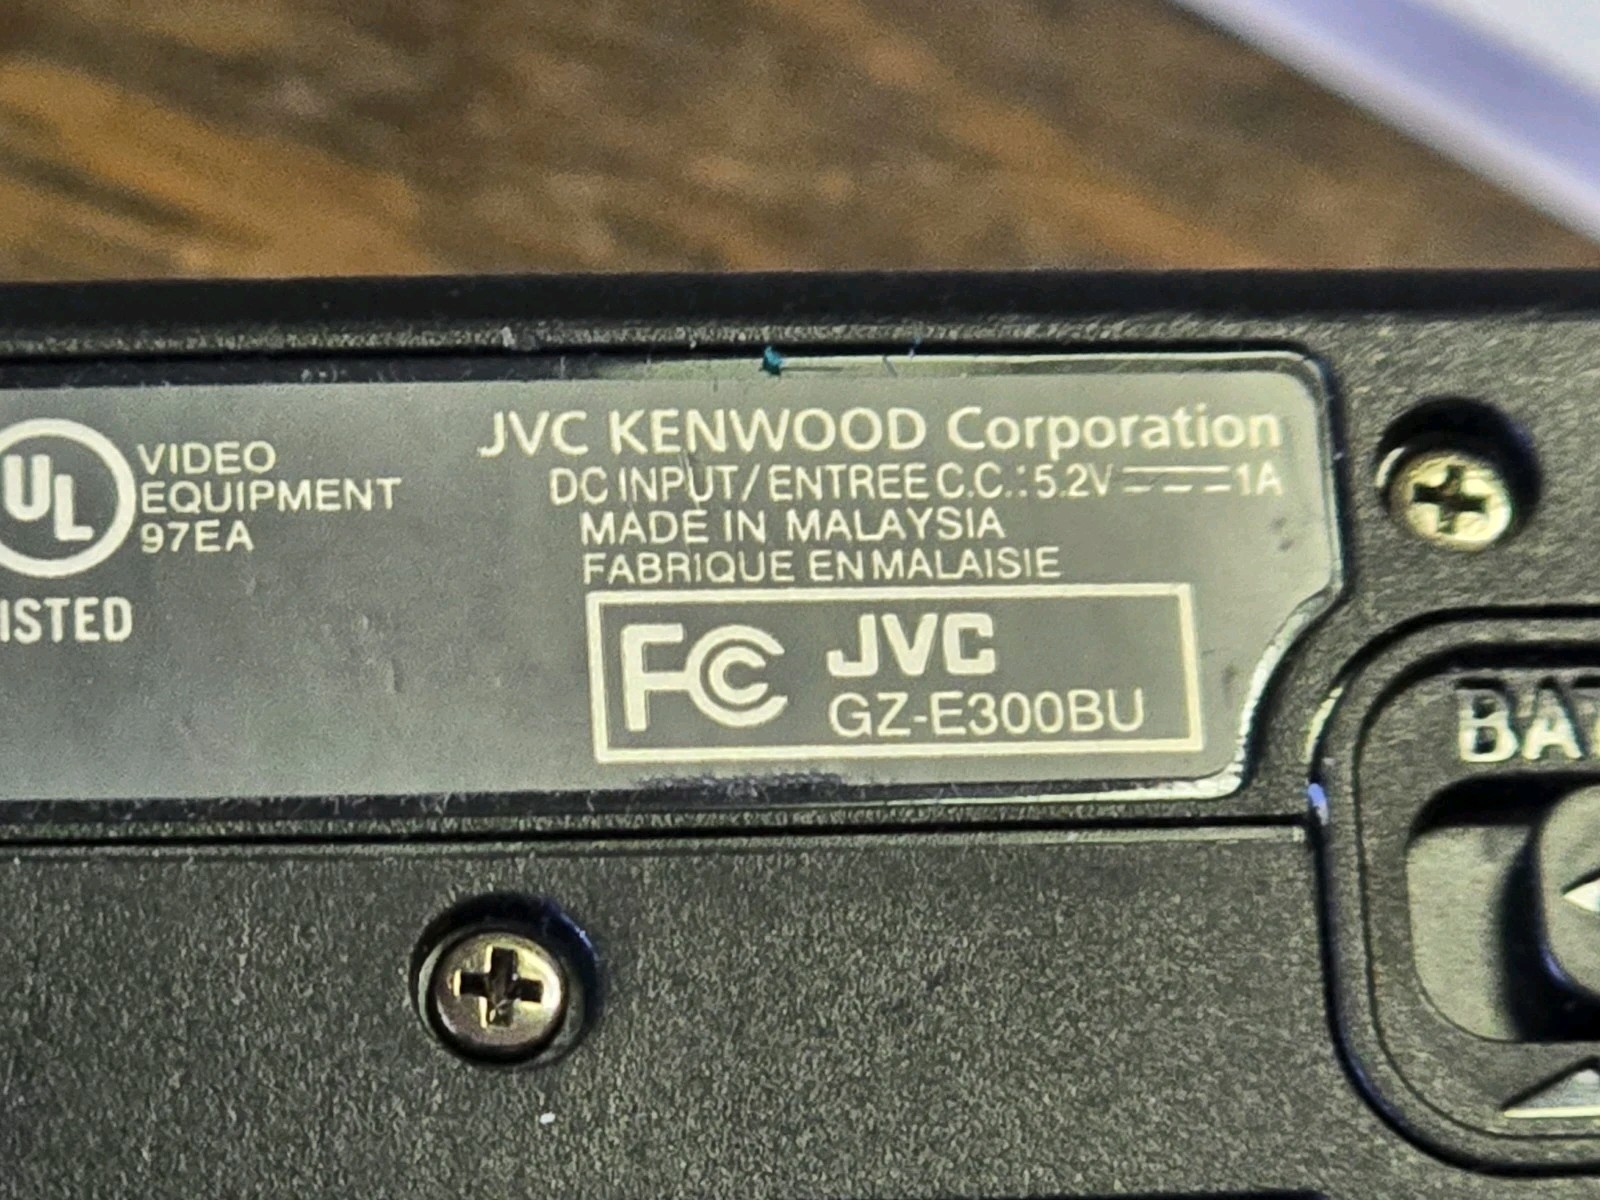 JVC KENWOOD Corporation
DC INPUT/ENTREE C.C.:5.2V ⎓ 1A
MADE IN MALAYSIA
FABRIQUE EN MALAISIE
UL
VIDEO
EQUIPMENT
97EA
ISTED
FC
JVC
GZ-E300BU
BAT